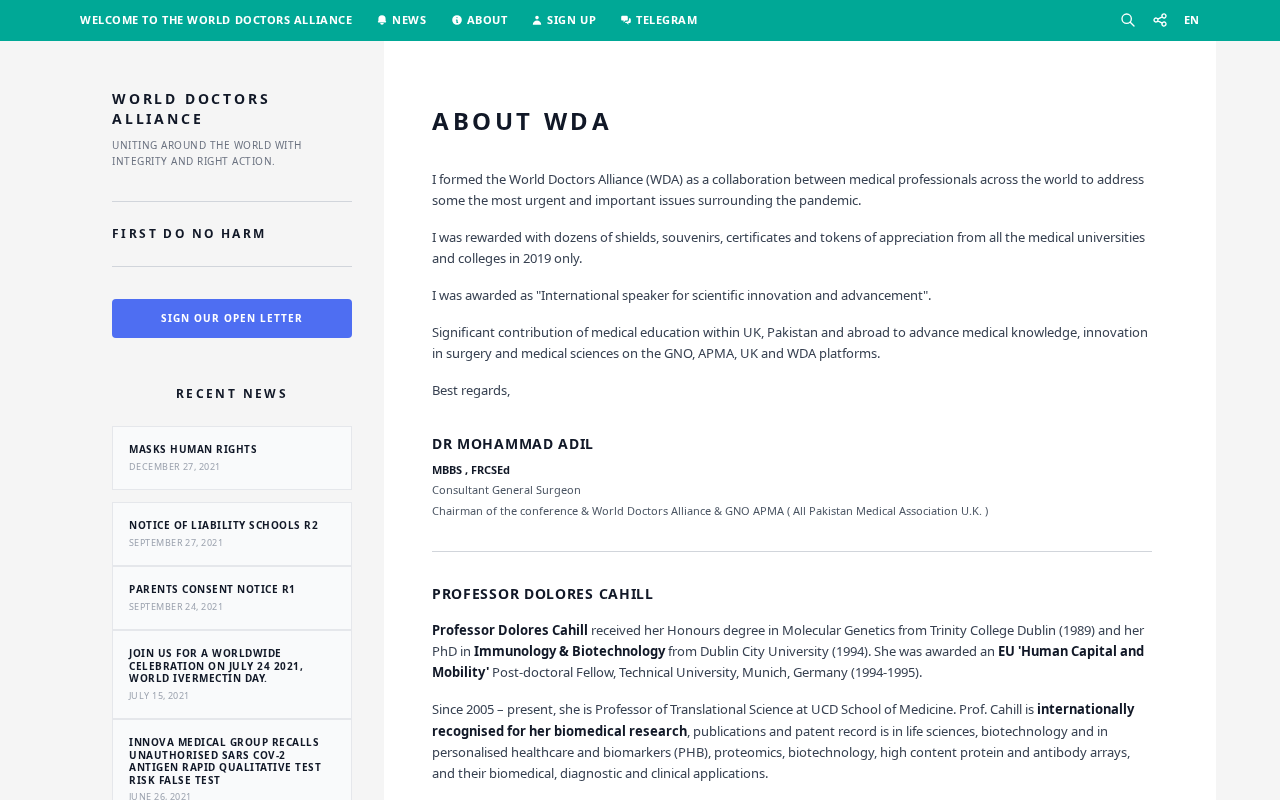 WELCOME TO THE WORLD DOCTORS ALLIANCE NEWS ABOUT SIGN UP TELEGRAM EN
WORLD DOCTORS
ALLIANCE
UNITING AROUND THE WORLD WITH
INTEGRITY AND RIGHT ACTION.
FIRST DO NO HARM
SIGN OUR OPEN LETTER
RECENT NEWS
MASKS HUMAN RIGHTS
DECEMBER 27, 2021
NOTICE OF LIABILITY SCHOOLS R2
SEPTEMBER 27, 2021
PARENTS CONSENT NOTICE R1
SEPTEMBER 24, 2021
JOIN US FOR A WORLDWIDE
CELEBRATION ON JULY 24 2021,
WORLD IVERMECTIN DAY.
JULY 15, 2021
INNOVA MEDICAL GROUP RECALLS
UNAUTHORISED SARS COV-2
ANTIGEN RAPID QUALITATIVE TEST
RISK FALSE TEST
JUNE 26, 2021
ABOUT WDA
I formed the World Doctors Alliance (WDA) as a collaboration between medical professionals across the world to address
some the most urgent and important issues surrounding the pandemic.
I was rewarded with dozens of shields, souvenirs, certificates and tokens of appreciation from all the medical universities
and colleges in 2019 only.
I was awarded as "International speaker for scientific innovation and advancement".
Significant contribution of medical education within UK, Pakistan and abroad to advance medical knowledge, innovation
in surgery and medical sciences on the GNO, APMA, UK and WDA platforms.
Best regards,
DR MOHAMMAD ADIL
MBBS , FRCSEd
Consultant General Surgeon
Chairman of the conference & World Doctors Alliance & GNO APMA ( All Pakistan Medical Association U.K. )
PROFESSOR DOLORES CAHILL
Professor Dolores Cahill received her Honours degree in Molecular Genetics from Trinity College Dublin (1989) and her
PhD in Immunology & Biotechnology from Dublin City University (1994). She was awarded an EU 'Human Capital and
Mobility' Post-doctoral Fellow, Technical University, Munich, Germany (1994-1995).
Since 2005 – present, she is Professor of Translational Science at UCD School of Medicine. Prof. Cahill is internationally
recognised for her biomedical research, publications and patent record is in life sciences, biotechnology and in
personalised healthcare and biomarkers (PHB), proteomics, biotechnology, high content protein and antibody arrays,
and their biomedical, diagnostic and clinical applications.